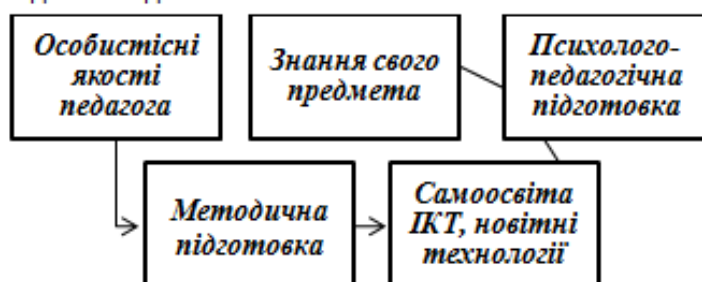 Особистісні
якості
педагога
Знання свого
предмета
Психолого-
педагогічна
підготовка
Методична
підготовка
Самоосвіта
ІКТ, новітні
технології